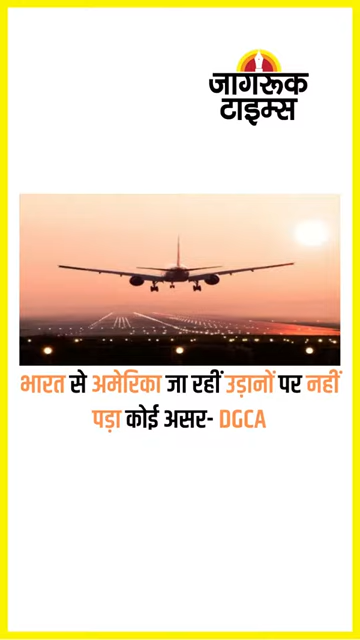 जागरूक
टाइम्स
भारत से अमेरिका जा रहीं उड़ानों पर नहीं
पड़ा कोई असर- DGCA